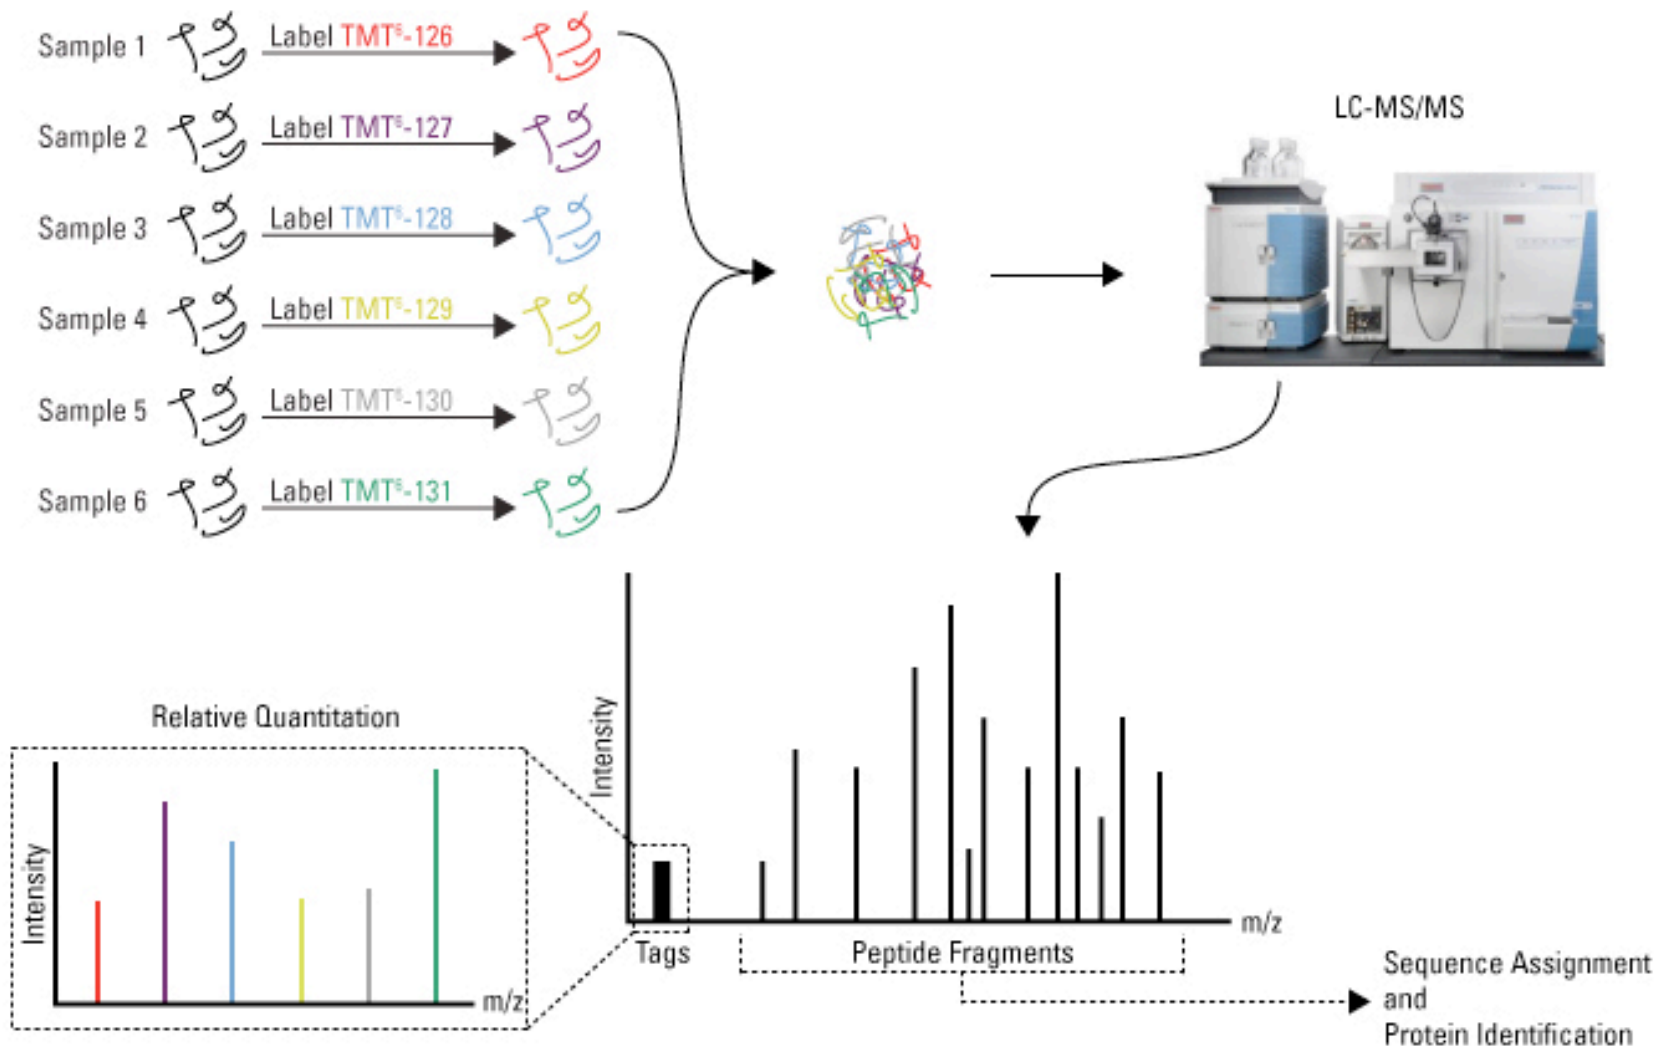 Sample 1
Label TMT⁶-126
Sample 2
Label TMT⁶-127
Sample 3
Label TMT⁶-128
Sample 4
Label TMT⁶-129
Sample 5
Label TMT⁶-130
Sample 6
Label TMT⁶-131
LC-MS/MS
Relative Quantitation
Intensity
m/z
Intensity
m/z
Tags
Peptide Fragments
Sequence Assignment
and
Protein Identification